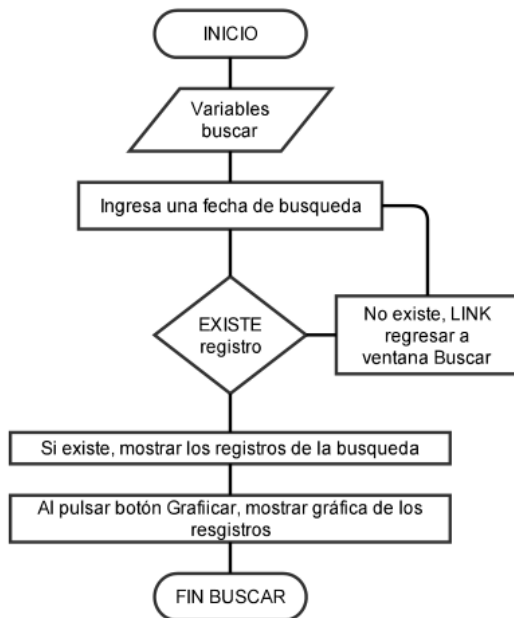 INICIO
Variables
buscar
Ingresa una fecha de busqueda
EXISTE
registro
No existe, LINK
regresar a
ventana Buscar
Si existe, mostrar los registros de la busqueda
Al pulsar botón Grafiicar, mostrar gráfica de los
resgistros
FIN BUSCAR